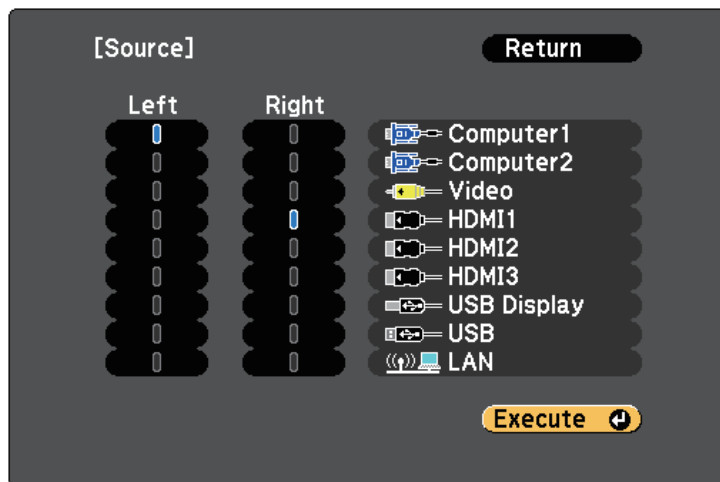 [Source]
Return
Left Right
Computer1
Computer2
Video
HDMI1
HDMI2
HDMI3
USB Display
USB
LAN
Execute